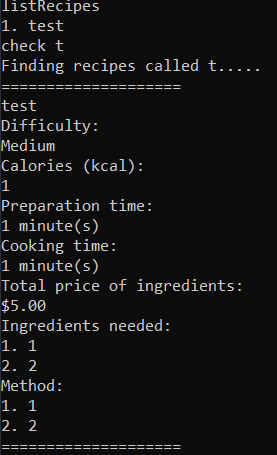 listRecipes
1. test
check t
Finding recipes called t.....
====================
test
Difficulty:
Medium
Calories (kcal):
1
Preparation time:
1 minute(s)
Cooking time:
1 minute(s)
Total price of ingredients:
$5.00
Ingredients needed:
1. 1
2. 2
Method:
1. 1
2. 2
====================